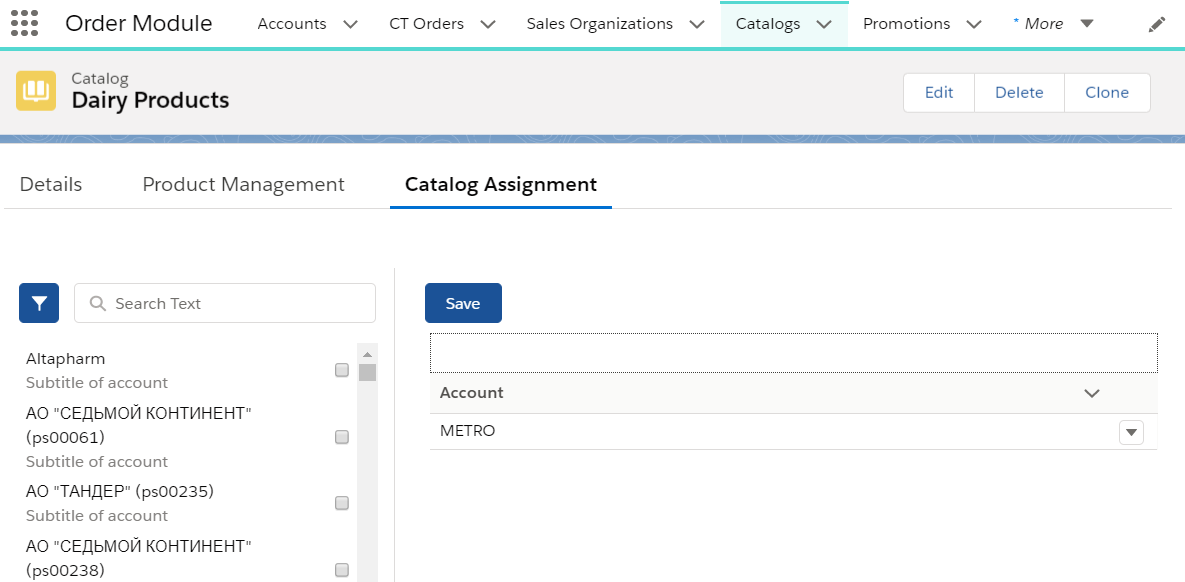 Order Module
Accounts
CT Orders
Sales Organizations
Catalogs
Promotions
* More
Catalog
Dairy Products
Edit
Delete
Clone
Details
Product Management
Catalog Assignment
Search Text
Save
Altapharm
Subtitle of account
АО "СЕДЬМОЙ КОНТИНЕНТ"
(ps00061)
Subtitle of account
АО "ТАНДЕР" (ps00235)
Subtitle of account
АО "СЕДЬМОЙ КОНТИНЕНТ"
(ps00238)
Account
METRO